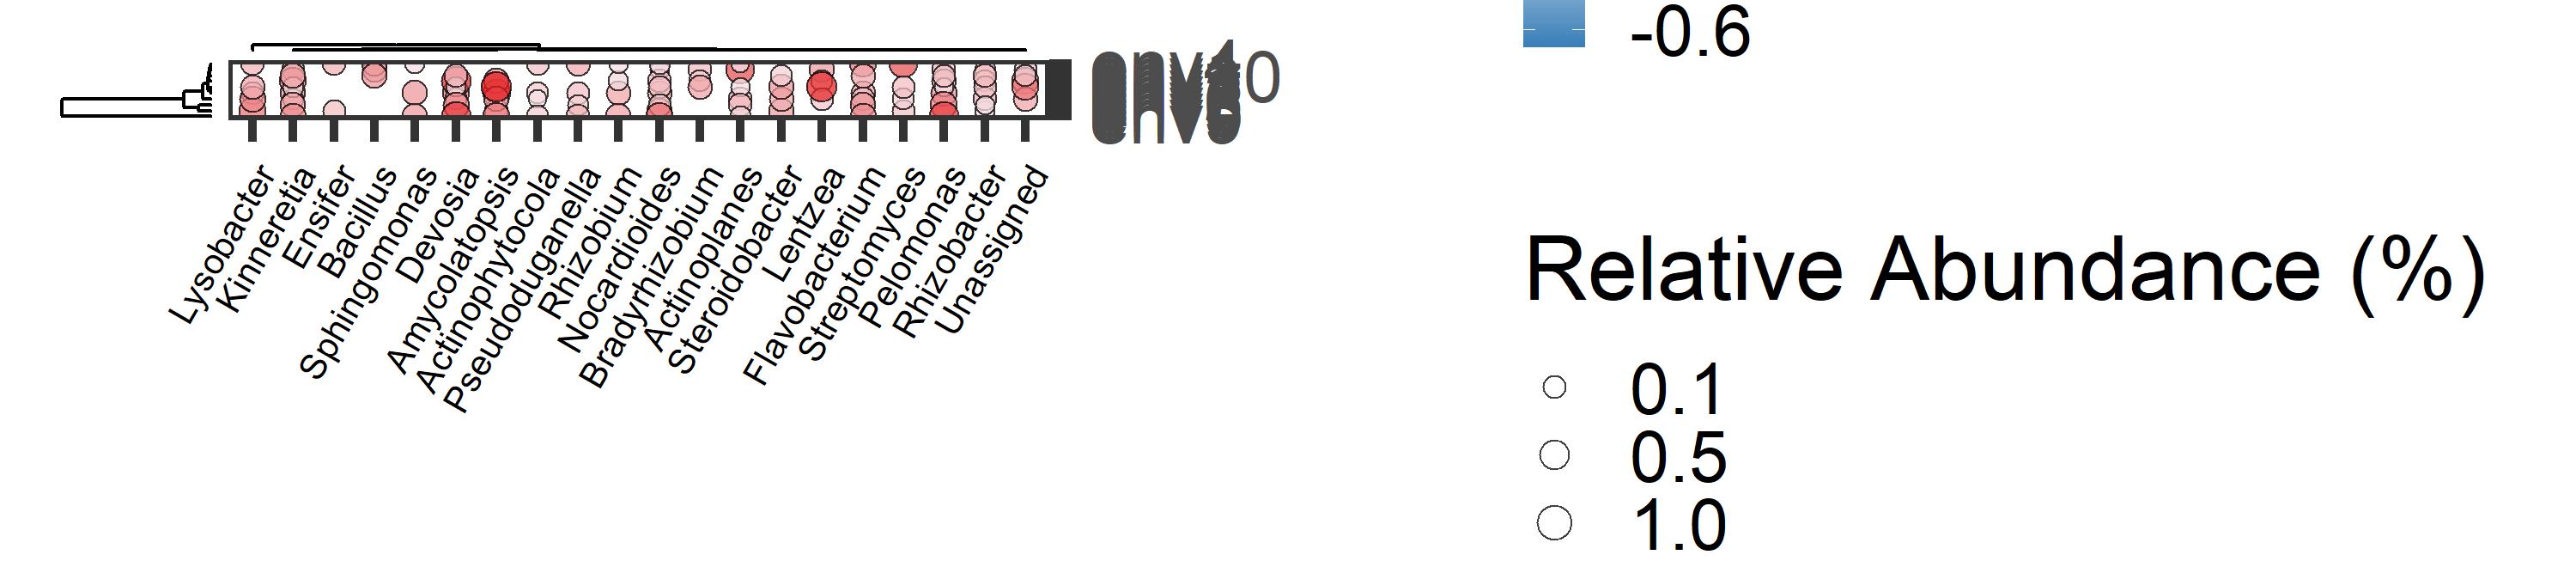 -0.6
Lysobacter
Kinneretia
Ensifer
Bacillus
Sphingomonas
Devosia
Amycolatopsis
Actinophytocola
Pseudoduganella
Rhizobium
Nocardioides
Bradyrhizobium
Actinoplanes
Steroidobacter
Lentzea
Flavobacterium
Streptomyces
Pelomonas
Rhizobacter
Unassigned
Relative Abundance (%)
0.1
0.5
1.0